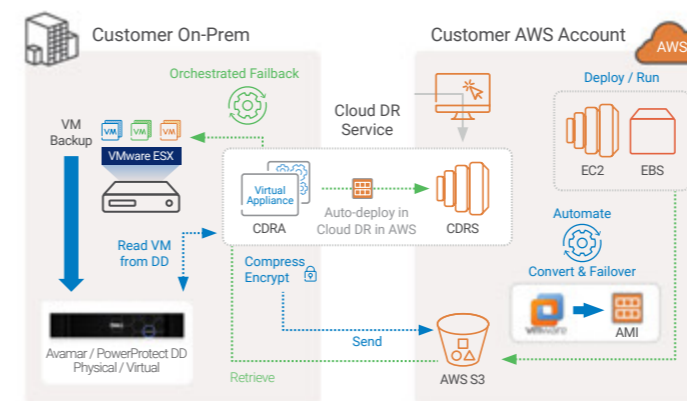 Customer On-Prem
Customer AWS Account
AWS
Orchestrated Failback
Deploy / Run
VM
Backup
VM
VM
VM
VMware ESX
Cloud DR
Service
EC2
EBS
Virtual
Appliance
CDRA
Auto-deploy in
Cloud DR in AWS
CDRS
Automate
Convert & Failover
Read VM
from DD
Compress
Encrypt
vmware
AMI
Send
Avamar / PowerProtect DD
Physical / Virtual
Retrieve
AWS S3